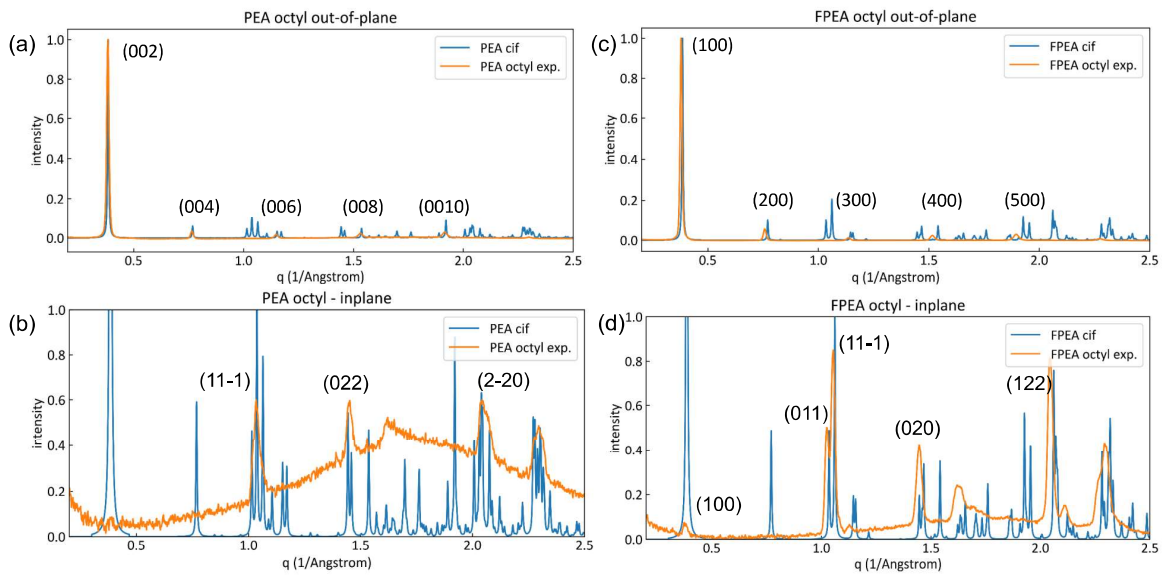 PEA octyl out-of-plane
(a)
(002)
PEA cif
PEA octyl exp.
(004)
(006)
(008)
(0010)
intensity
1.0
0.8
0.6
0.4
0.2
0.0
0.5
1.0
1.5
2.0
2.5
q (1/Angstrom)
FPEA octyl out-of-plane
(c)
(100)
FPEA cif
FPEA octyl exp.
(200)
(300)
(400)
(500)
intensity
1.0
0.8
0.6
0.4
0.2
0.0
0.5
1.0
1.5
2.0
2.5
q (1/Angstrom)
PEA octyl - inplane
(b)
PEA cif
PEA octyl exp.
(11-1)
(022)
(2-20)
intensity
1.0
0.8
0.6
0.4
0.2
0.0
0.5
1.0
1.5
2.0
2.5
q (1/Angstrom)
FPEA octyl - inplane
(d)
(11-1)
FPEA cif
FPEA octyl exp.
(011)
(020)
(122)
(100)
intensity
1.0
0.8
0.6
0.4
0.2
0.0
0.5
1.0
1.5
2.0
2.5
q (1/Angstrom)